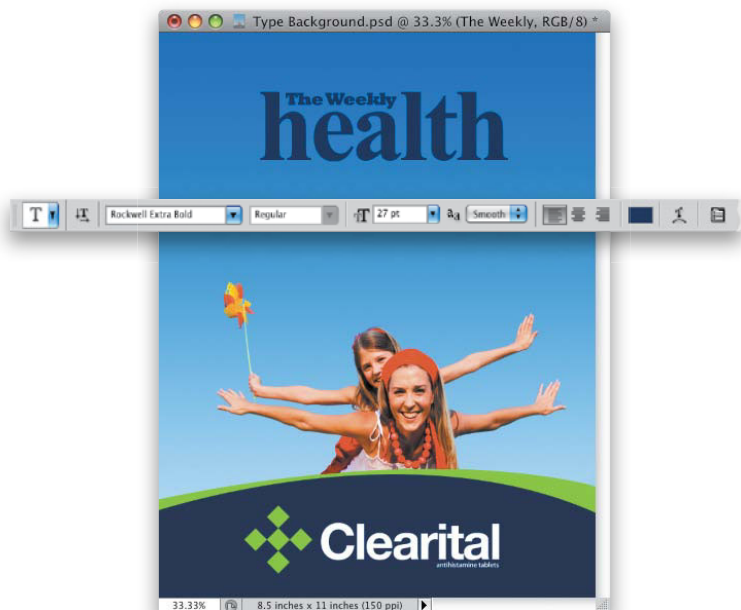 Type Background.psd @ 33.3% (The Weekly, RGB/8) *
The Weekly
health
T T Rockwell Extra Bold Regular T 27 pt aa Smooth
Clearital
antihistamine tablets
33.33% 8.5 inches x 11 inches (150 ppi)